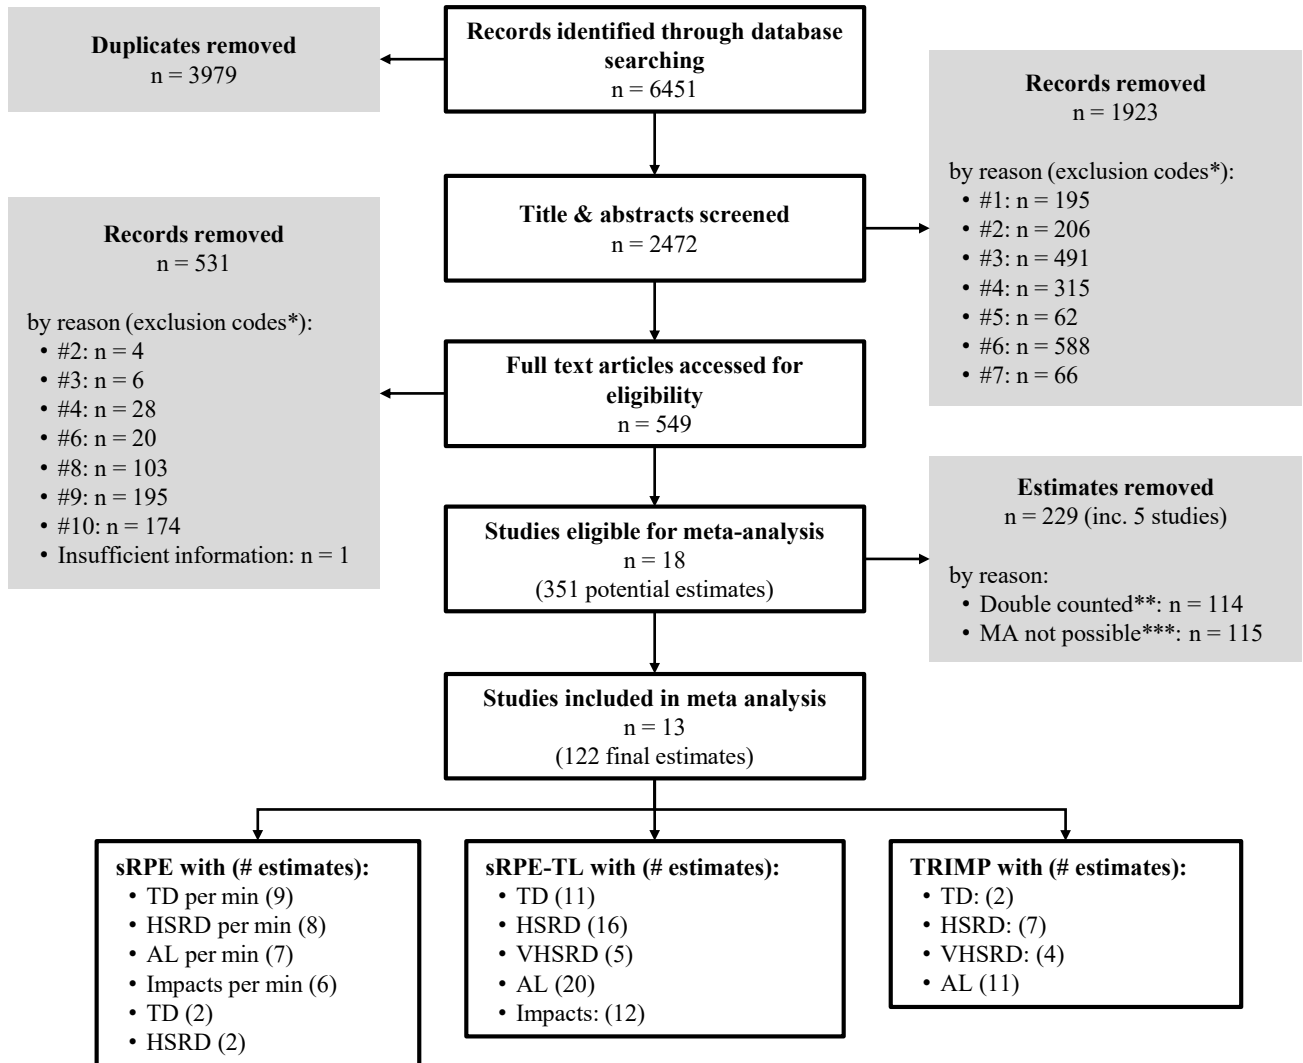 Records identified through database
searching
n = 6451
Duplicates removed
n = 3979
Title & abstracts screened
n = 2472
Records removed
n = 1923
by reason (exclusion codes*):
• #1: n = 195
• #2: n = 206
• #3: n = 491
• #4: n = 315
• #5: n = 62
• #6: n = 588
• #7: n = 66
Full text articles accessed for
eligibility
n = 549
Records removed
n = 531
by reason (exclusion codes*):
• #2: n = 4
• #3: n = 6
• #4: n = 28
• #6: n = 20
• #8: n = 103
• #9: n = 195
• #10: n = 174
• Insufficient information: n = 1
Studies eligible for meta-analysis
n = 18
(351 potential estimates)
Estimates removed
n = 229 (inc. 5 studies)
by reason:
• Double counted**: n = 114
• MA not possible***: n = 115
Studies included in meta analysis
n = 13
(122 final estimates)
sRPE with (# estimates):
• TD per min (9)
• HSRD per min (8)
• AL per min (7)
• Impacts per min (6)
• TD (2)
• HSRD (2)
sRPE-TL with (# estimates):
• TD (11)
• HSRD (16)
• VHSRD (5)
• AL (20)
• Impacts: (12)
TRIMP with (# estimates):
• TD: (2)
• HSRD: (7)
• VHSRD: (4)
• AL (11)